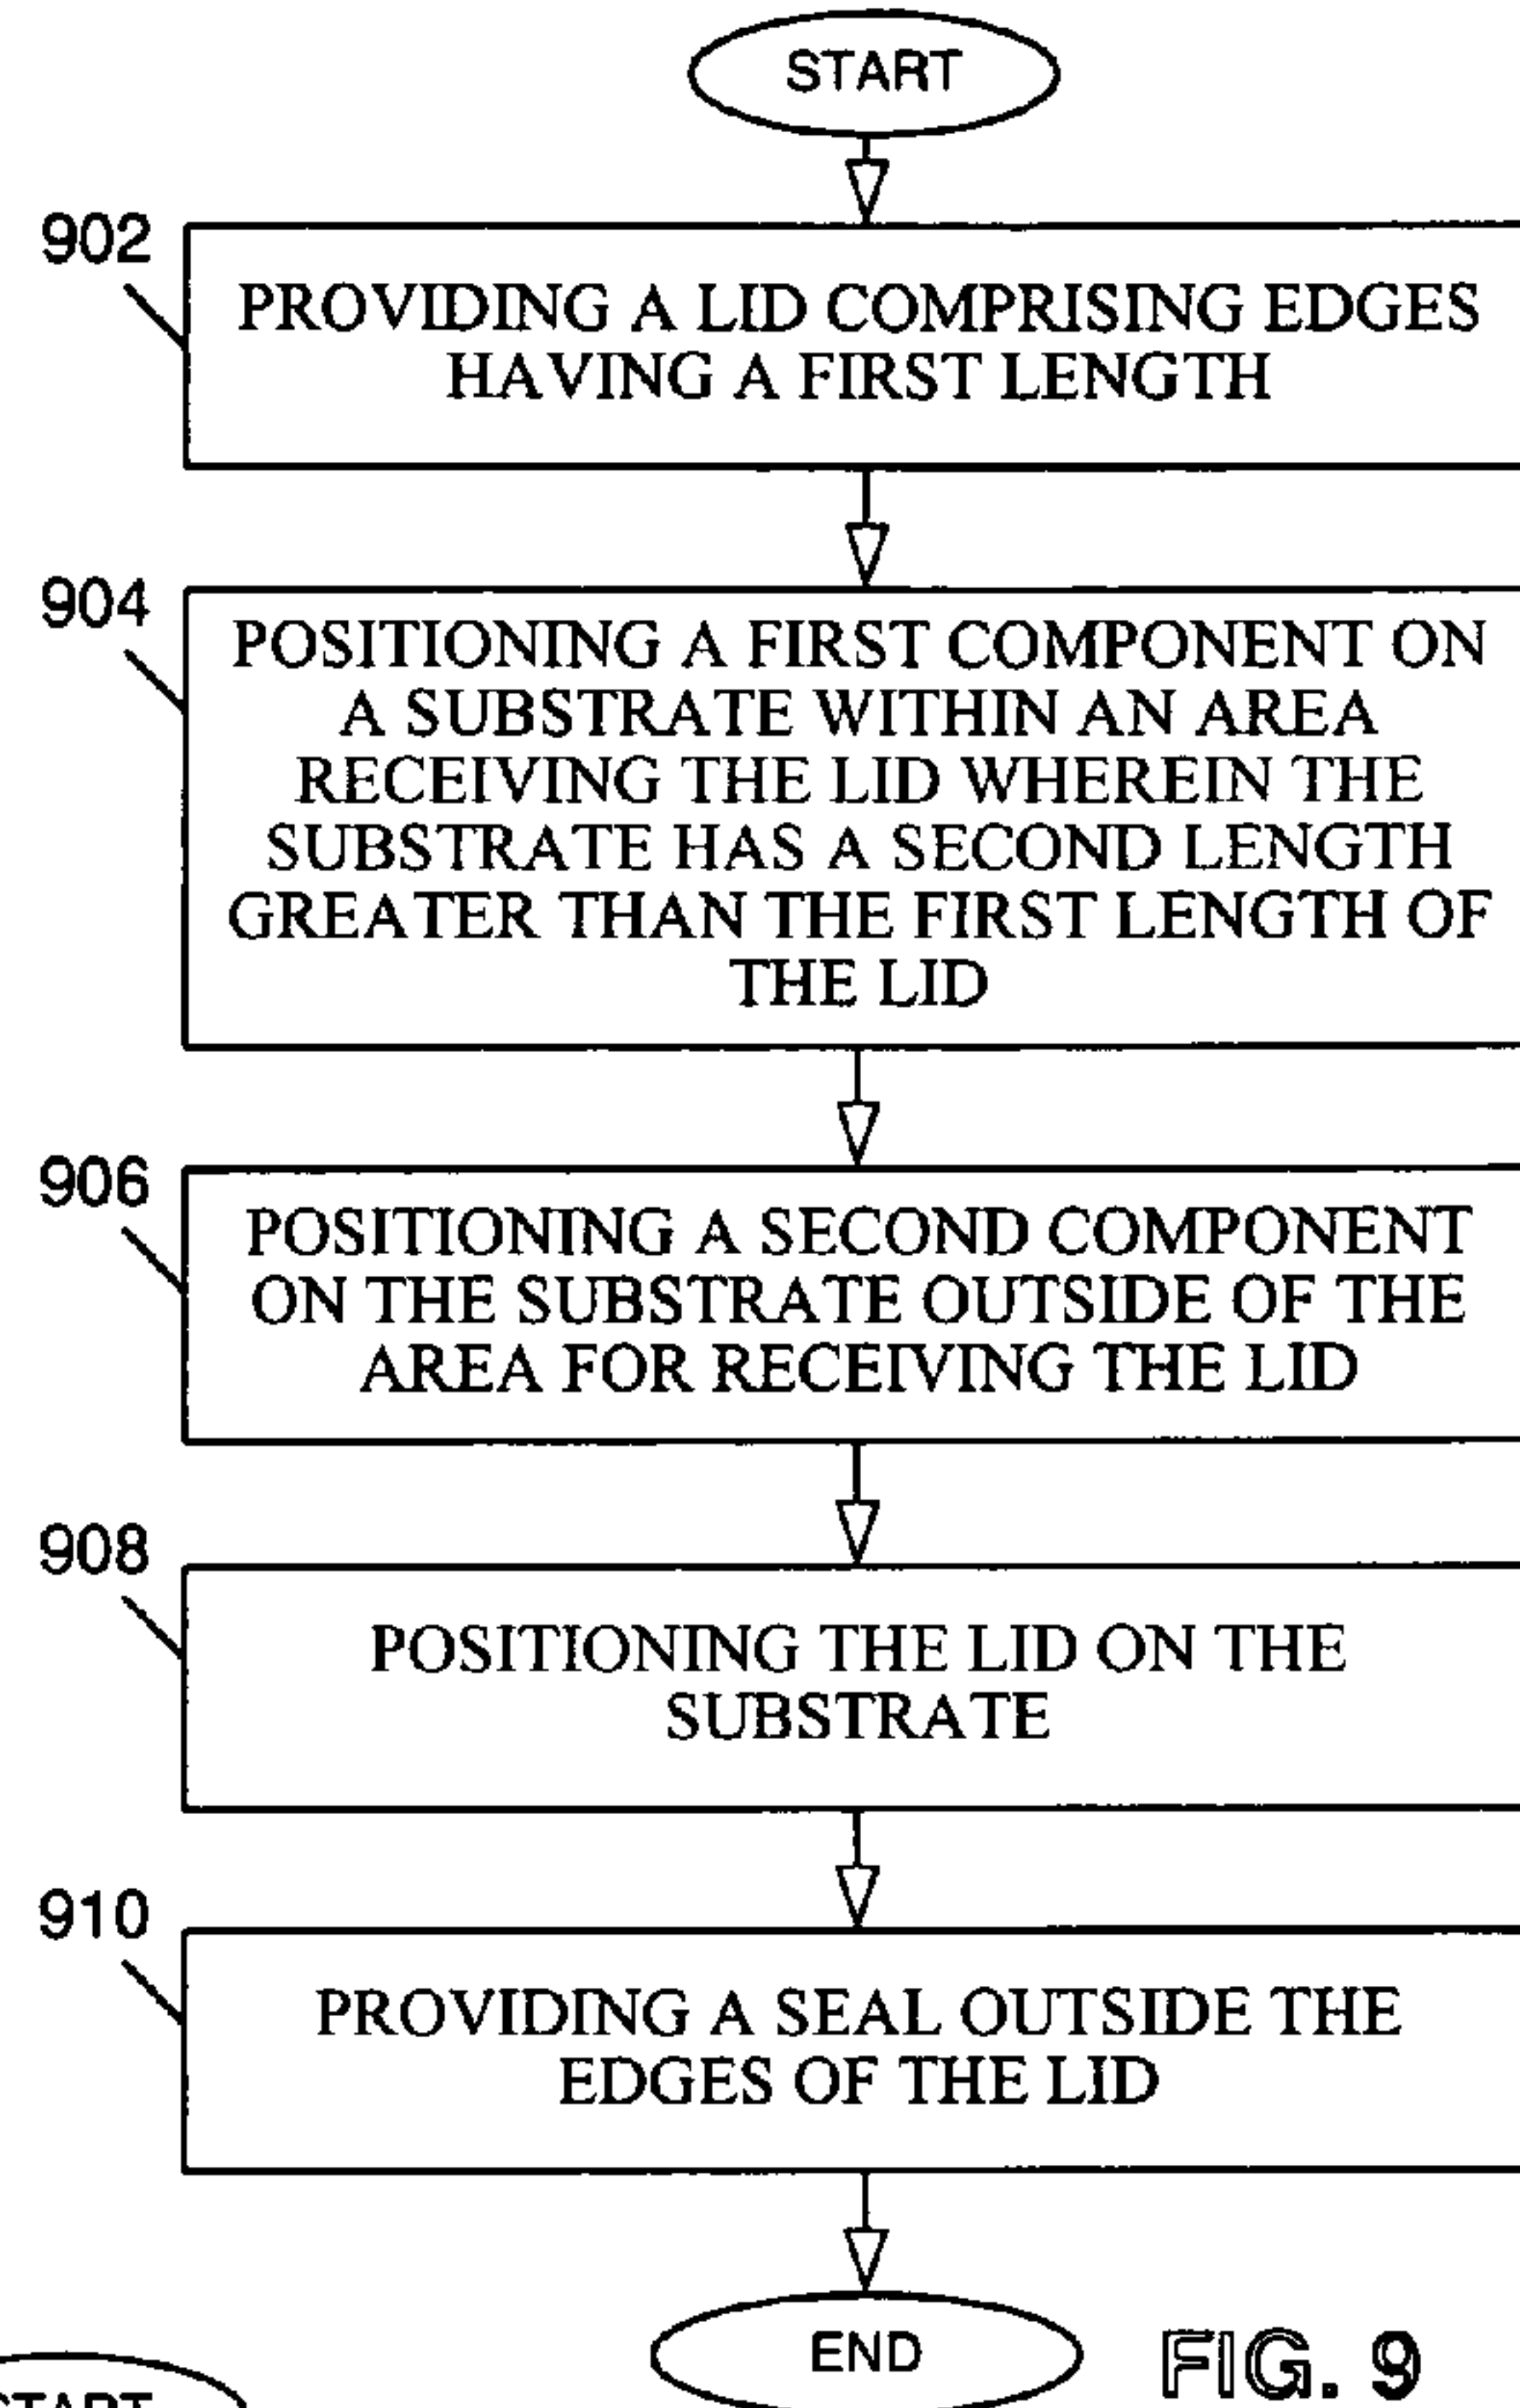 START
902
PROVIDING A LID COMPRISING EDGES
HAVING A FIRST LENGTH
904
POSITIONING A FIRST COMPONENT ON
A SUBSTRATE WITHIN AN AREA
RECEIVING THE LID WHEREIN THE
SUBSTRATE HAS A SECOND LENGTH
GREATER THAN THE FIRST LENGTH OF
THE LID
906
POSITIONING A SECOND COMPONENT
ON THE SUBSTRATE OUTSIDE OF THE
AREA FOR RECEIVING THE LID
908
POSITIONING THE LID ON THE
SUBSTRATE
910
PROVIDING A SEAL OUTSIDE THE
EDGES OF THE LID
END
FIG. 9